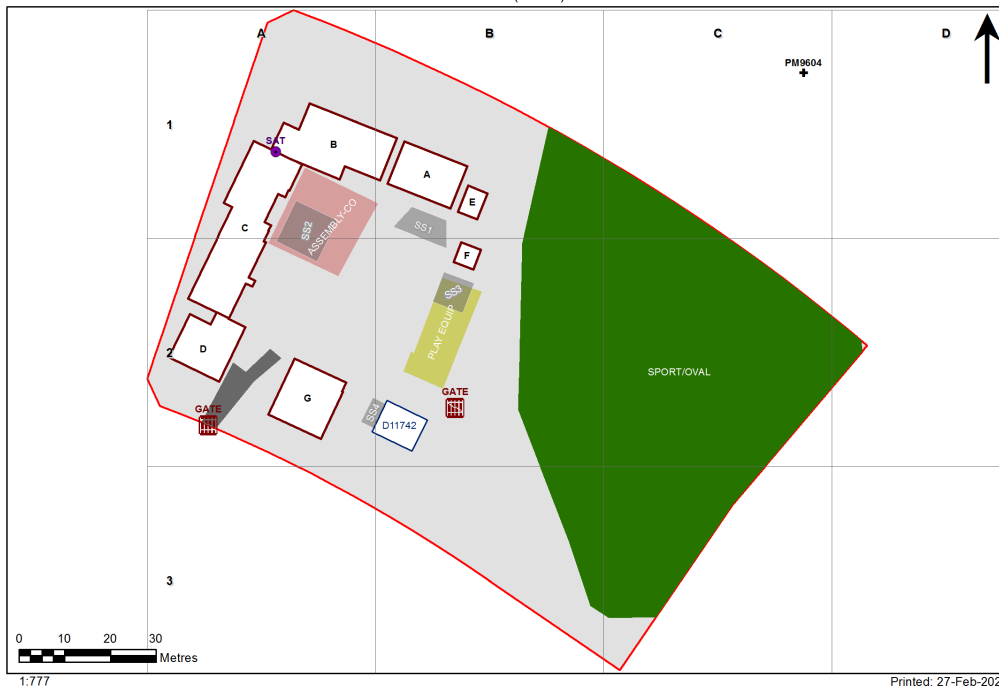 A
B
C
D
PM9604
1
SAT
B
A
E
ASSEMBLY-CO
SS2
SS1
C
F
SS3
PLAY EQUIP
2
D
SPORT/OVAL
GATE
G
GATE
SS4
D11742
3
0 10 20 30
Metres
1:777
Printed: 27-Feb-202